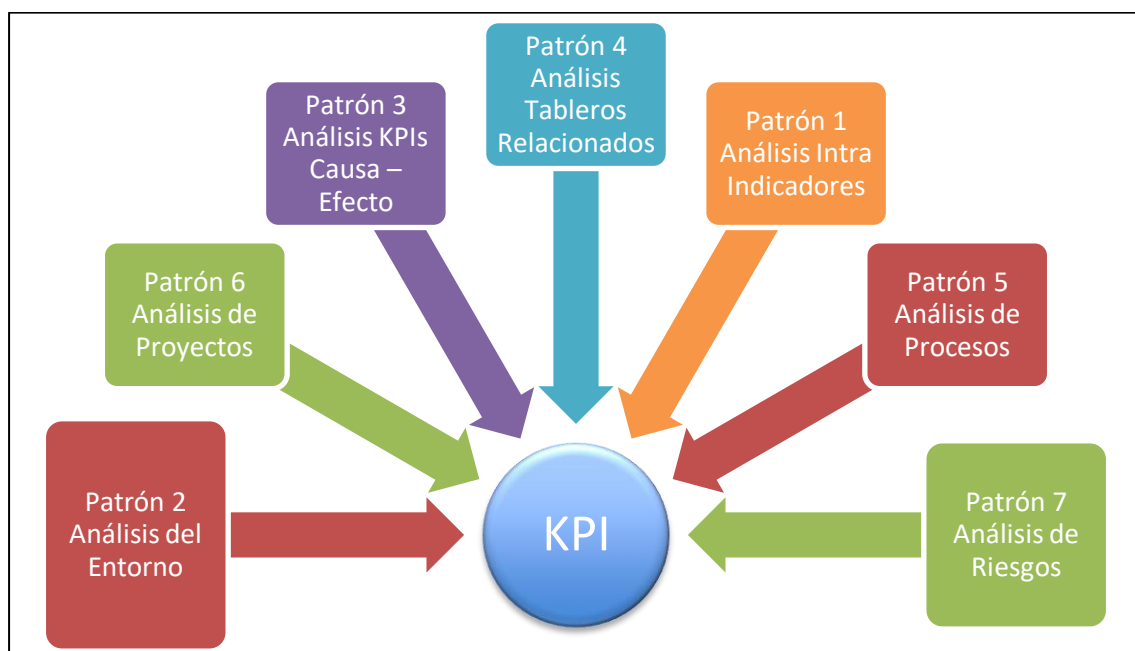 Patrón 4
Análisis
Tableros
Relacionados
Patrón 3
Análisis KPIs
Causa –
Efecto
Patrón 1
Análisis Intra
Indicadores
Patrón 6
Análisis de
Proyectos
Patrón 5
Análisis de
Procesos
Patrón 2
Análisis del
Entorno
KPI
Patrón 7
Análisis de
Riesgos